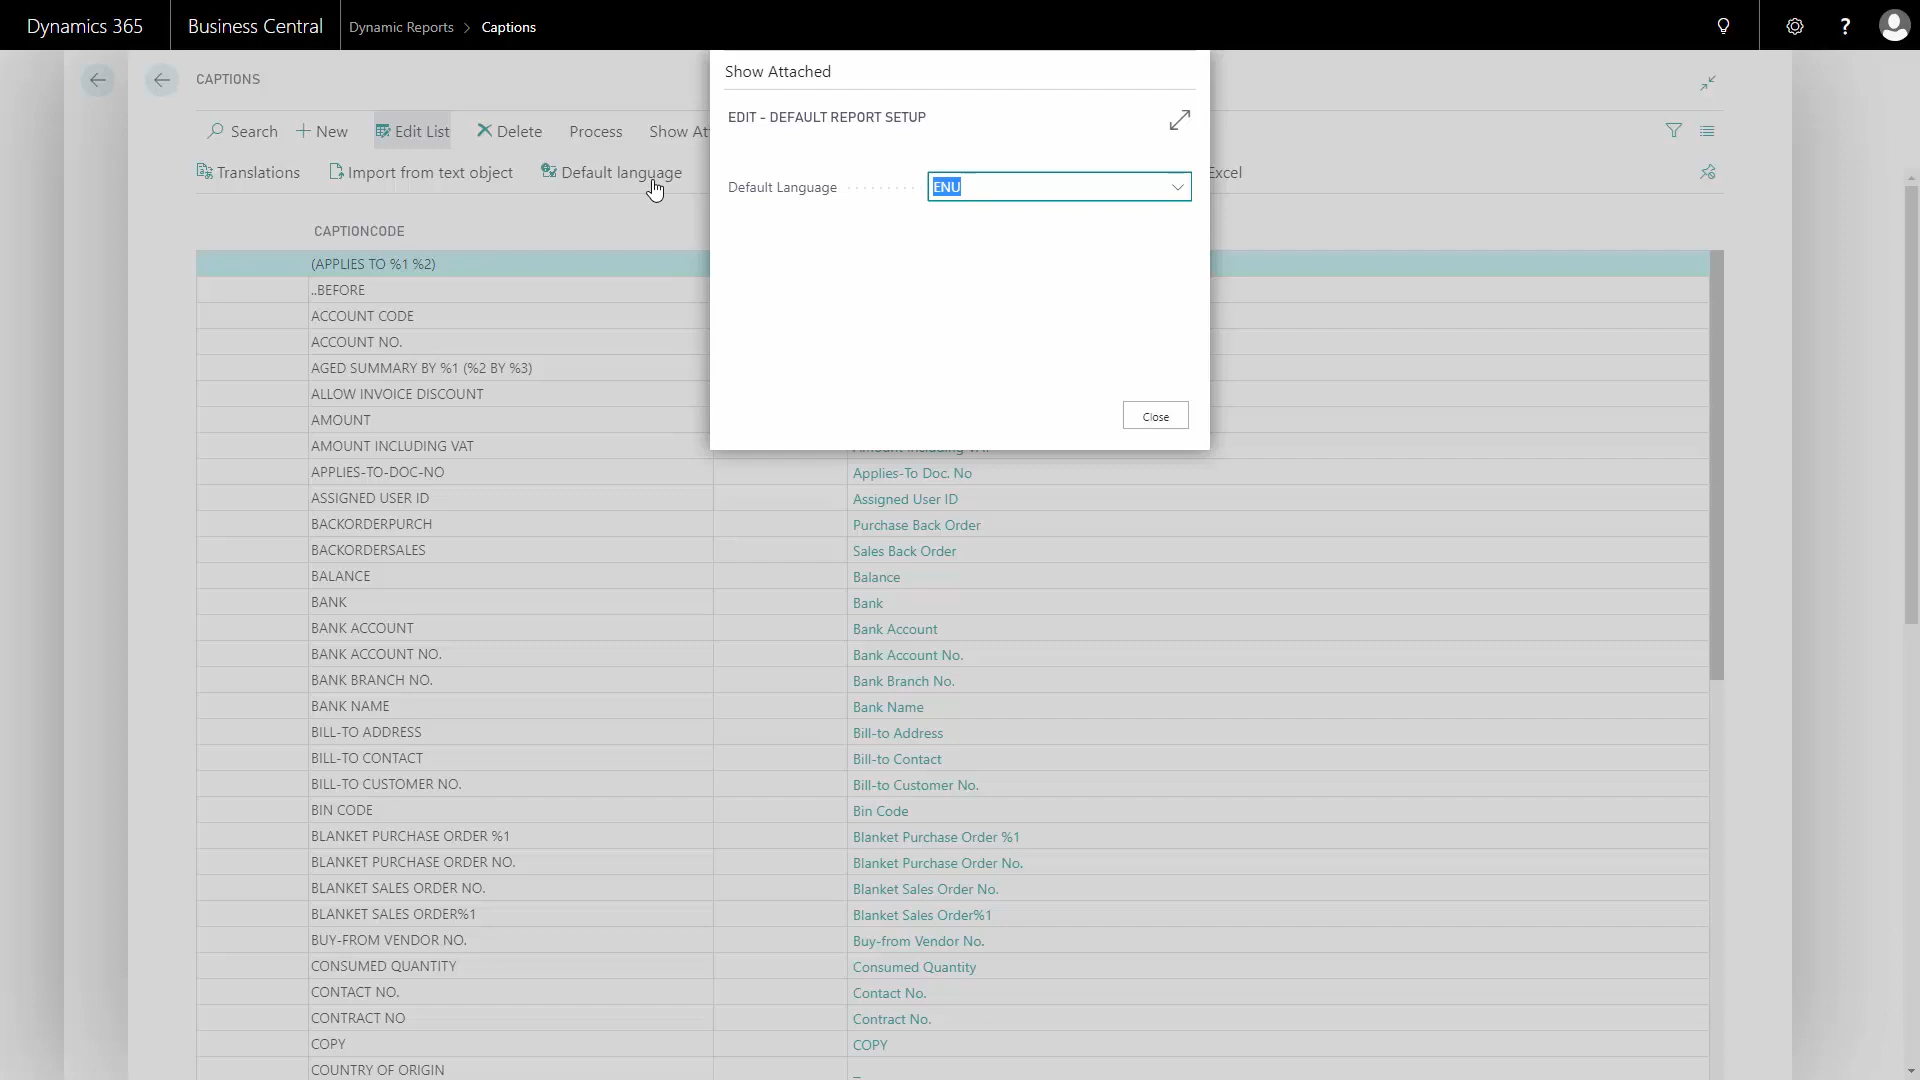 Dynamics 365
Business Central
Dynamic Reports > Captions
?
CAPTIONS
Search
New
Edit List
Delete
Process
Show At
Translations
Import from text object
Default language
Excel
Show Attached
EDIT - DEFAULT REPORT SETUP
Default Language
ENU
Close
CAPTIONCODE
(APPLIES TO %1 %2)
..BEFORE
ACCOUNT CODE
ACCOUNT NO.
AGED SUMMARY BY %1 (%2 BY %3)
ALLOW INVOICE DISCOUNT
AMOUNT
AMOUNT INCLUDING VAT
APPLIES-TO-DOC-NO Applies-To Doc. No
ASSIGNED USER ID Assigned User ID
BACKORDERPURCH Purchase Back Order
BACKORDERSALES Sales Back Order
BALANCE Balance
BANK Bank
BANK ACCOUNT Bank Account
BANK ACCOUNT NO. Bank Account No.
BANK BRANCH NO. Bank Branch No.
BANK NAME Bank Name
BILL-TO ADDRESS Bill-to Address
BILL-TO CONTACT Bill-to Contact
BILL-TO CUSTOMER NO. Bill-to Customer No.
BIN CODE Bin Code
BLANKET PURCHASE ORDER %1 Blanket Purchase Order %1
BLANKET PURCHASE ORDER NO. Blanket Purchase Order No.
BLANKET SALES ORDER NO. Blanket Sales Order No.
BLANKET SALES ORDER%1 Blanket Sales Order%1
BUY-FROM VENDOR NO. Buy-from Vendor No.
CONSUMED QUANTITY Consumed Quantity
CONTACT NO. Contact No.
CONTRACT NO Contract No.
COPY COPY
COUNTRY OF ORIGIN _